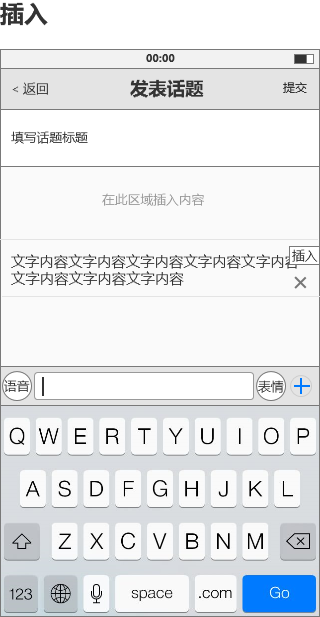 插入
00:00
< 返回 发表话题 提交
填写话题标题
在此区域插入内容
插入
文字内容文字内容文字内容文字内容文字内容
文字内容文字内容文字内容
语音 表情
Q W E R T Y U I O P
A S D F G H J K L
Z X C V B N M
123 space .com Go